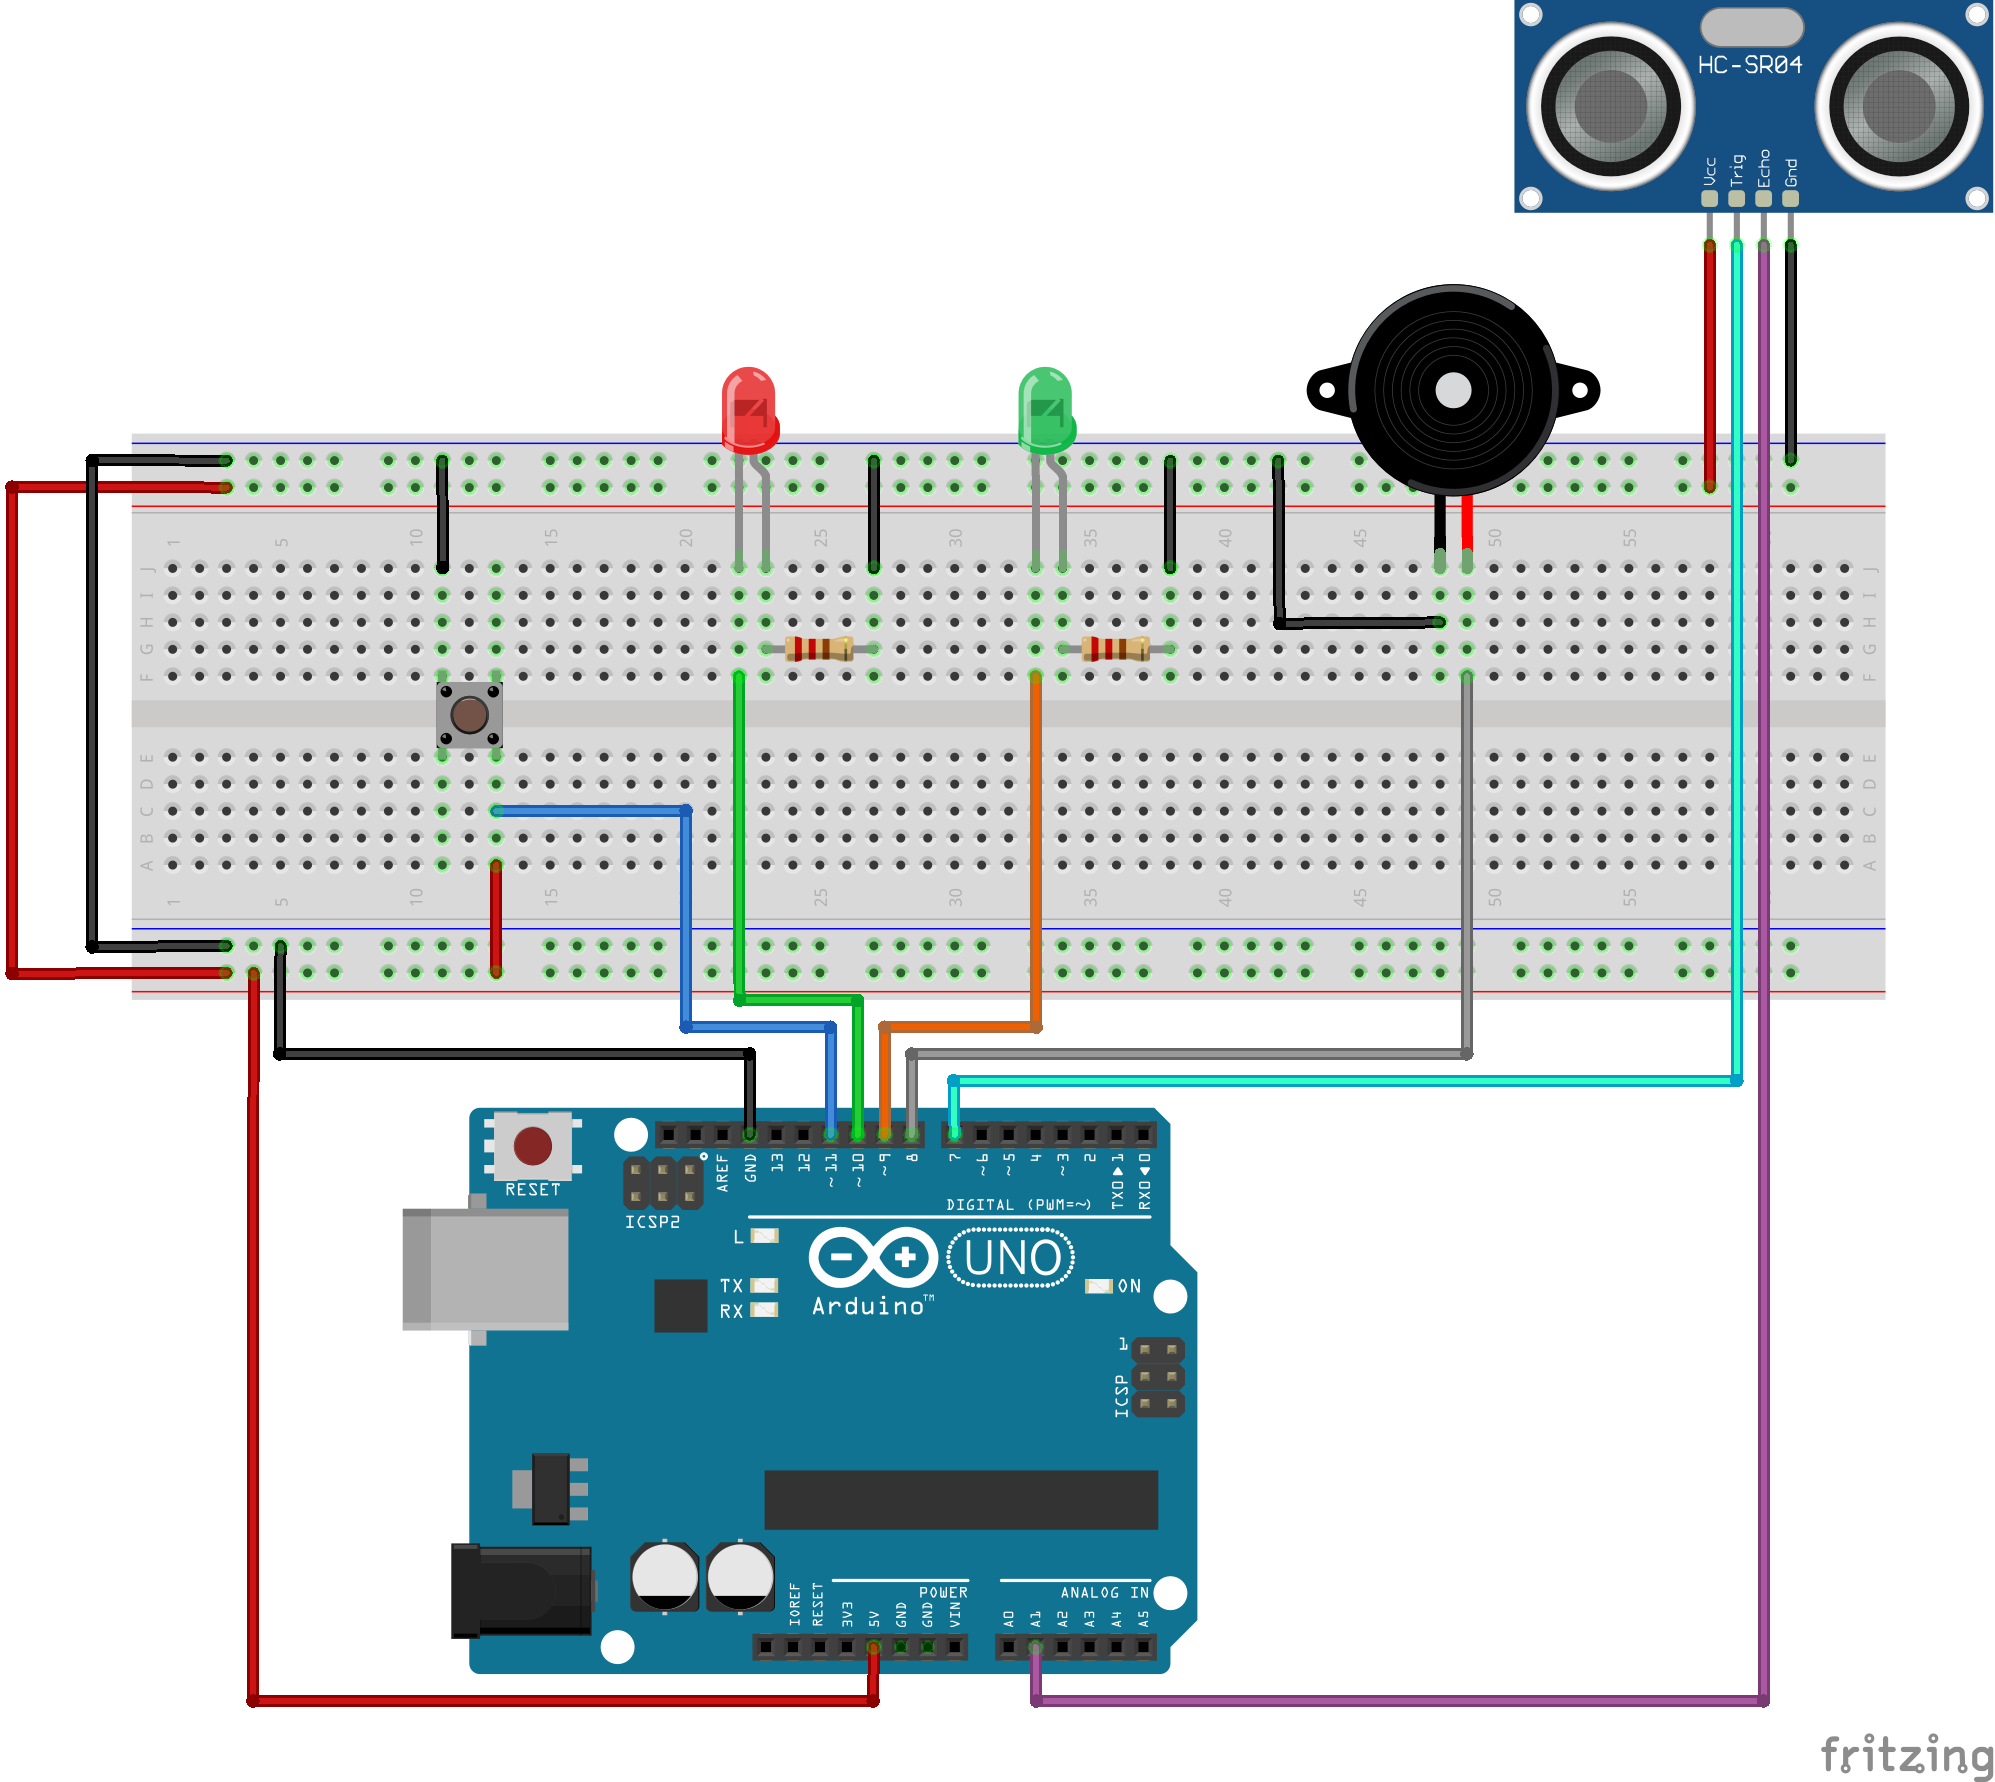 HC-SR04
Vcc
Trig
Echo
Gnd
1 5 10 15 20 25 30 35 40 45 50 55
J J
I I
H H
G G
F F
E E
D D
C C
B B
A A
1 5 10 15 25 30 35 40 45 50 55
RESET
ICSP2
AREF
GND
13
12
~11
~10
~9
8
7
~6
~5
4
~3
2
TX0▶1
RX0◀0
DIGITAL (PWM=~)
L
TX
RX
UNO
Arduino™
ON
1
ICSP
POWER
ANALOG IN
IOREF
RESET
3V3
5V
GND
GND
VIN
A0
A1
A2
A3
A4
A5
fritzing